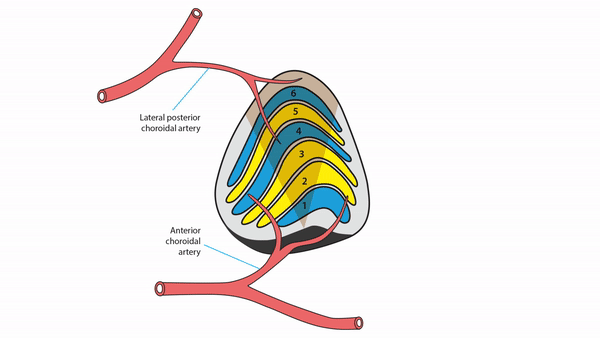 6
5
4
3
2
1
Lateral posterior
choroidal artery
Anterior
choroidal
artery